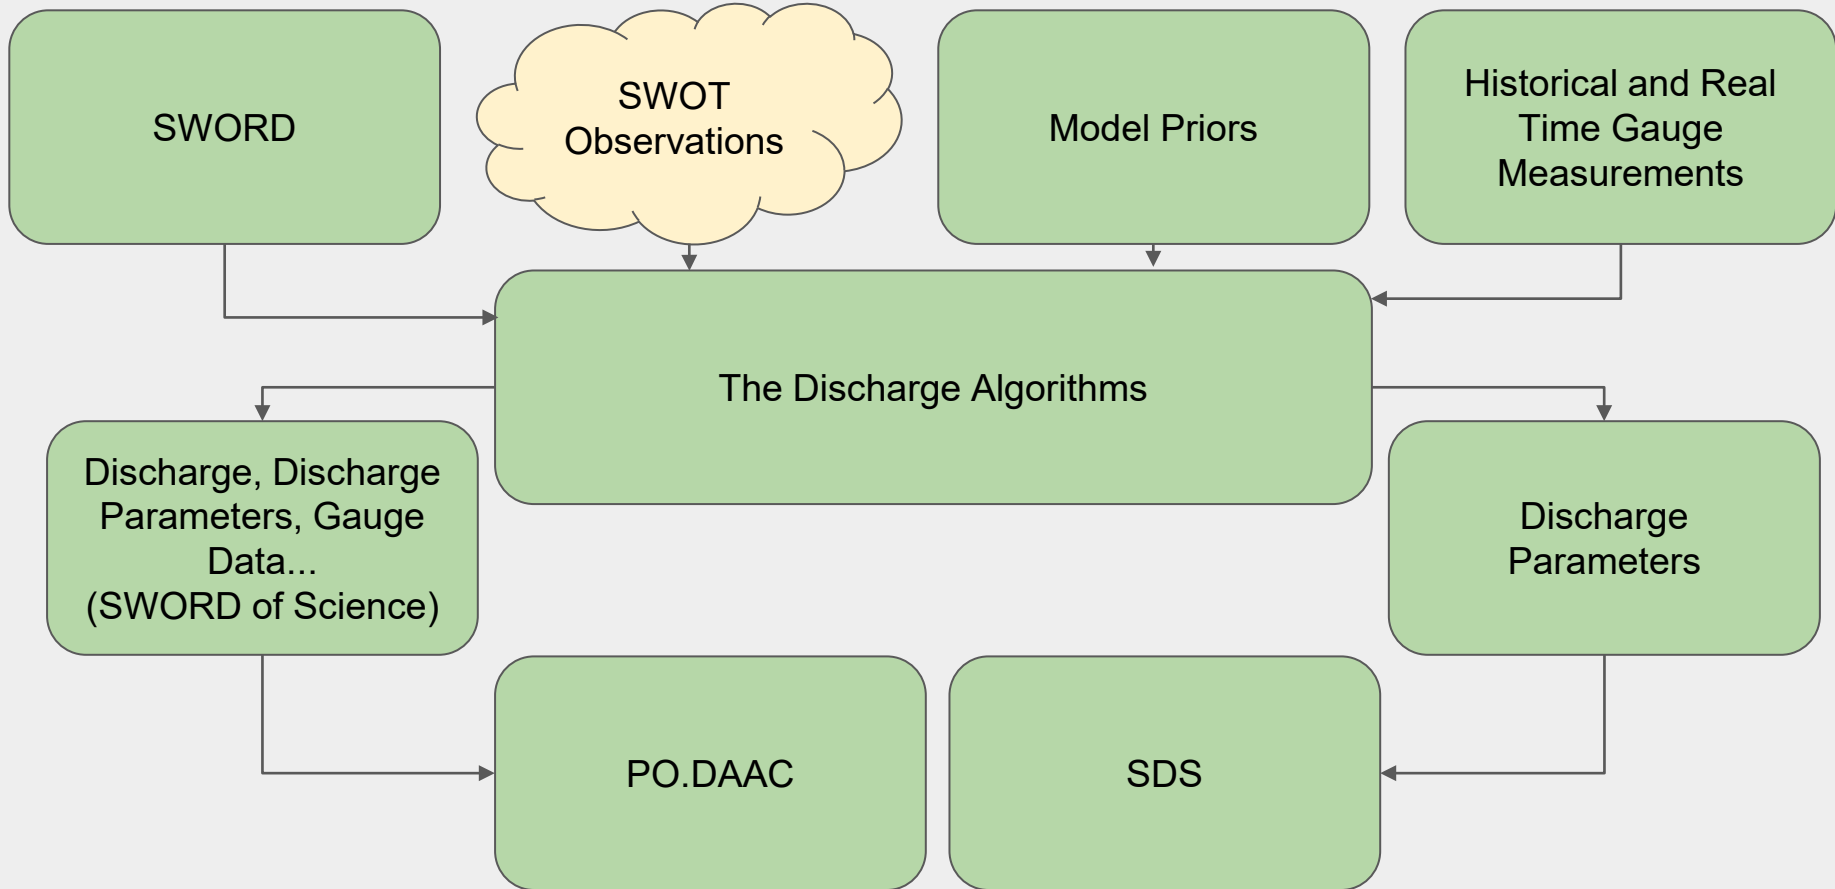 SWORD
SWOT
Observations
Model Priors
Historical and Real
Time Gauge
Measurements
The Discharge Algorithms
Discharge, Discharge
Parameters, Gauge
Data...
(SWORD of Science)
Discharge
Parameters
PO.DAAC
SDS